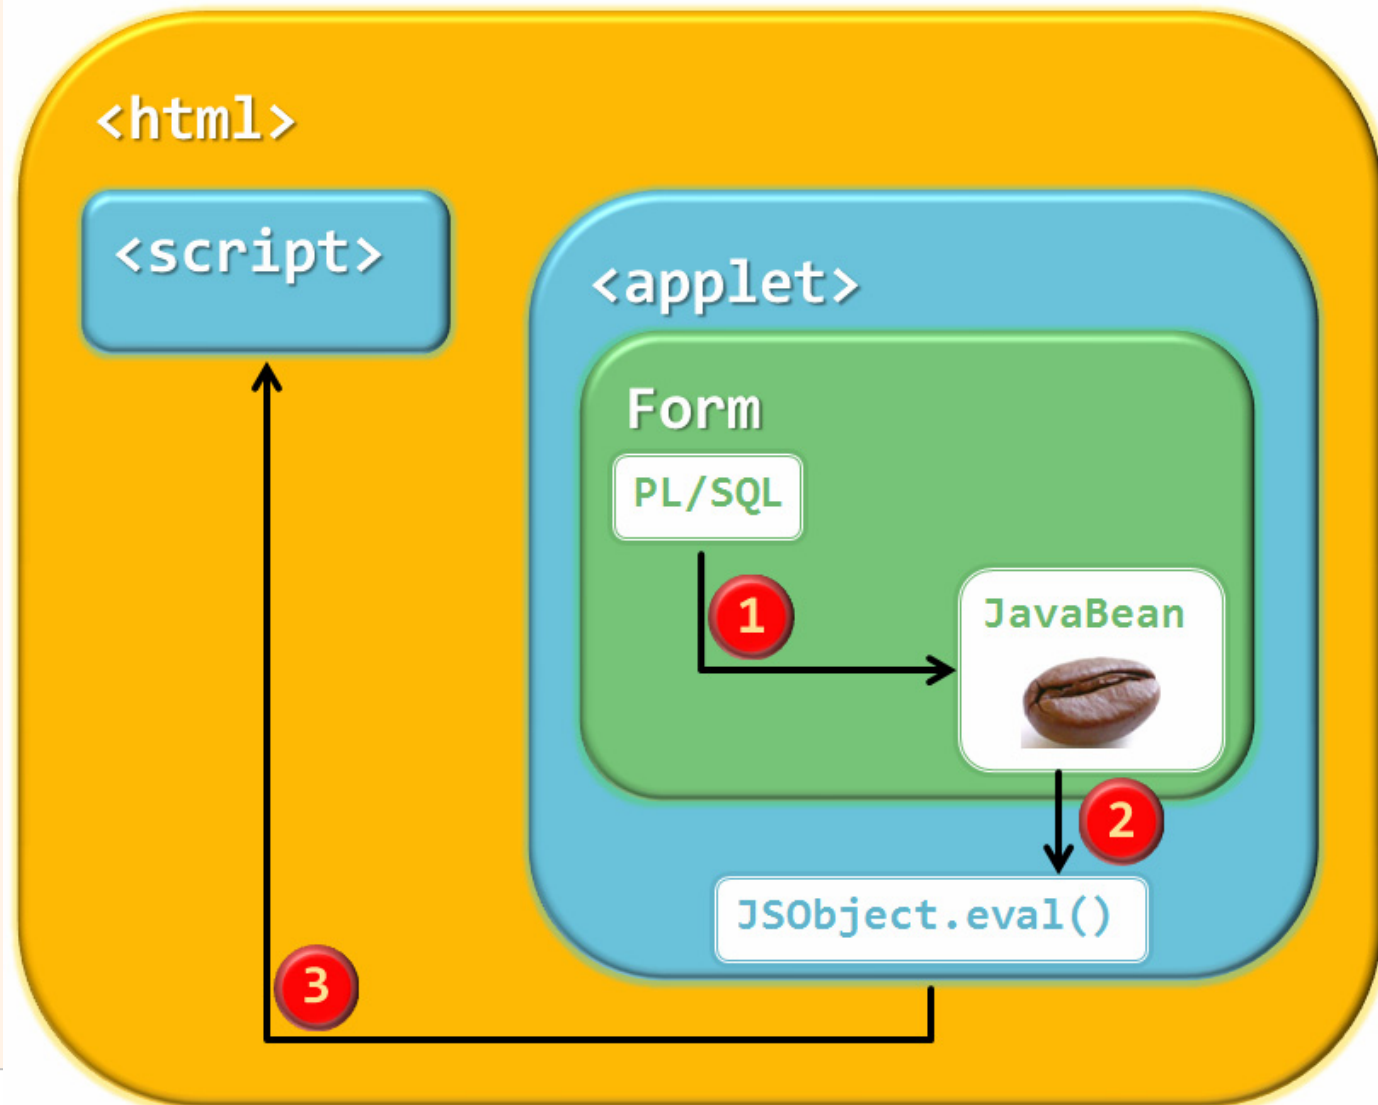 <html>
<script>
<applet>
Form
PL/SQL
1
JavaBean
2
JSObject.eval()
3